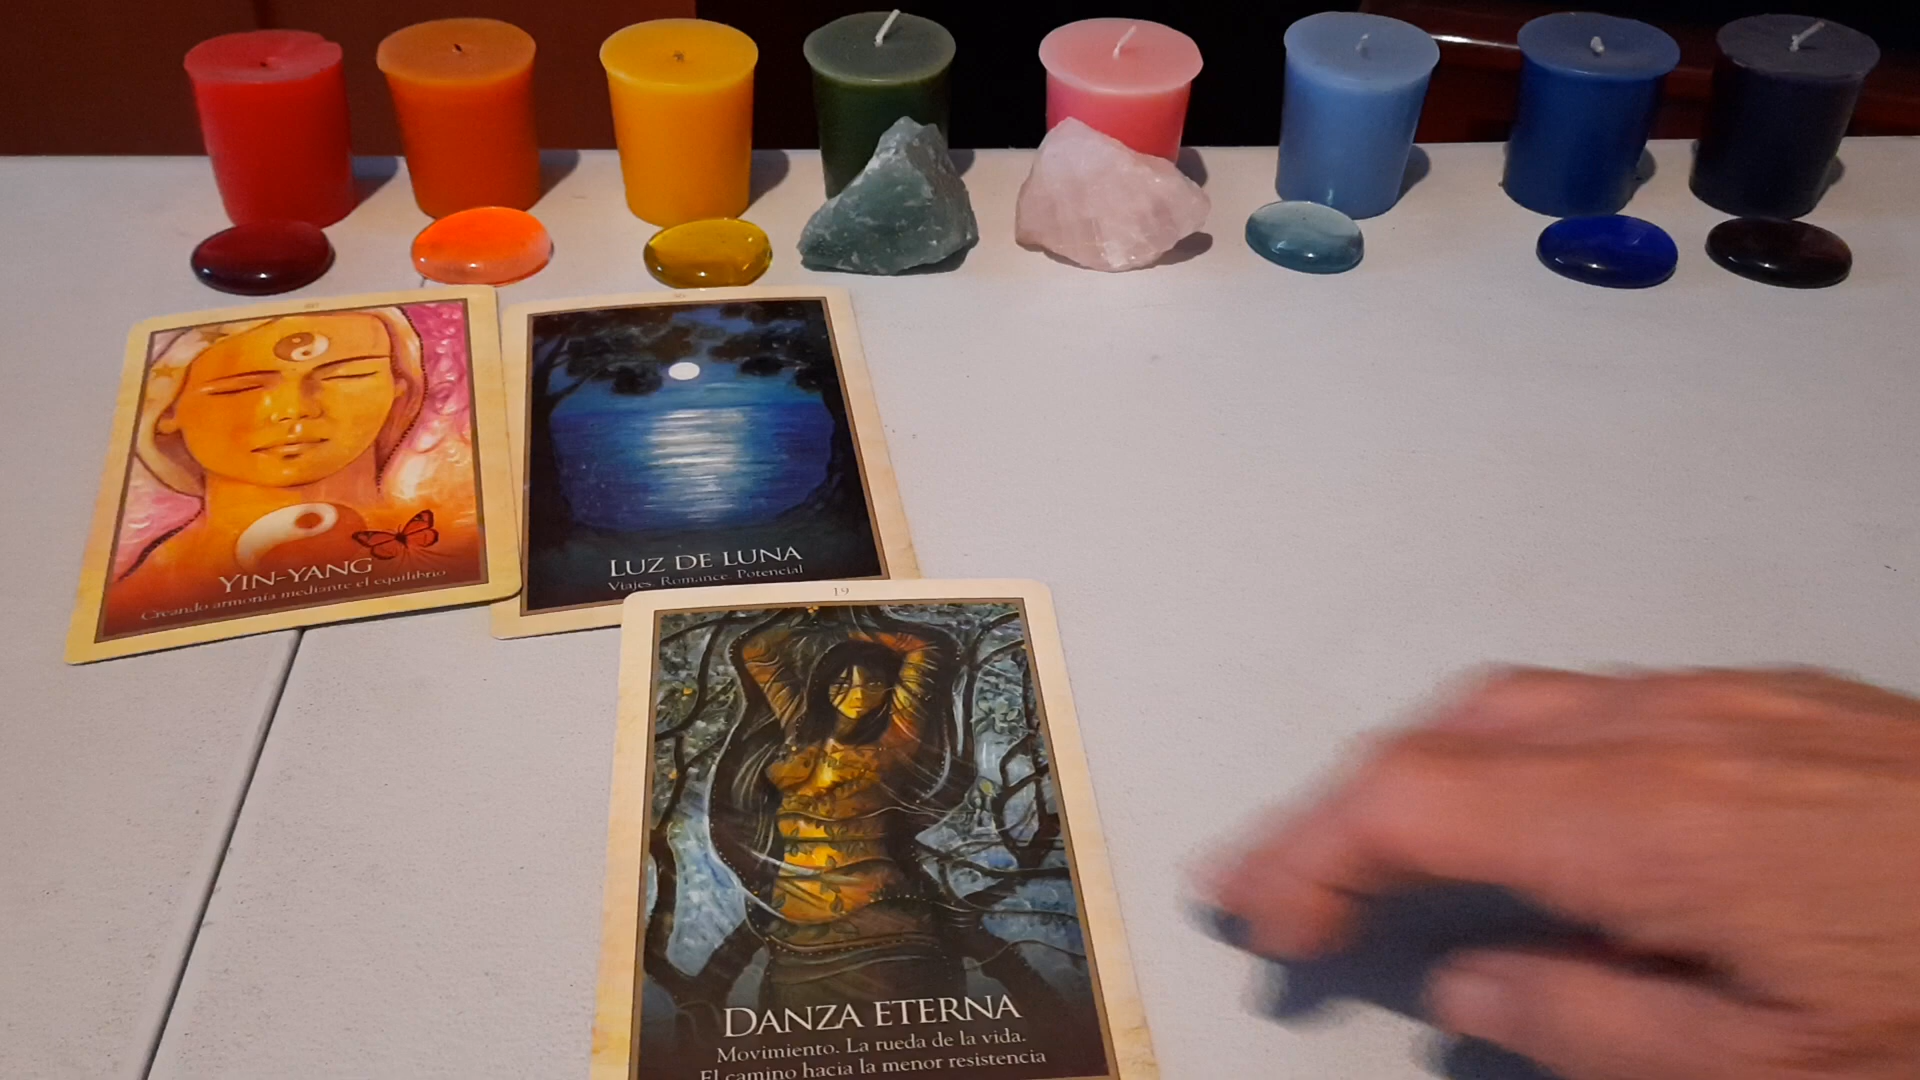 YIN-YANG
Creando armonía mediante el equilibrio
LUZ DE LUNA
Viajes. Romance. Potencial
19
DANZA ETERNA
Movimiento. La rueda de la vida.
El camino hacia la menor resistencia